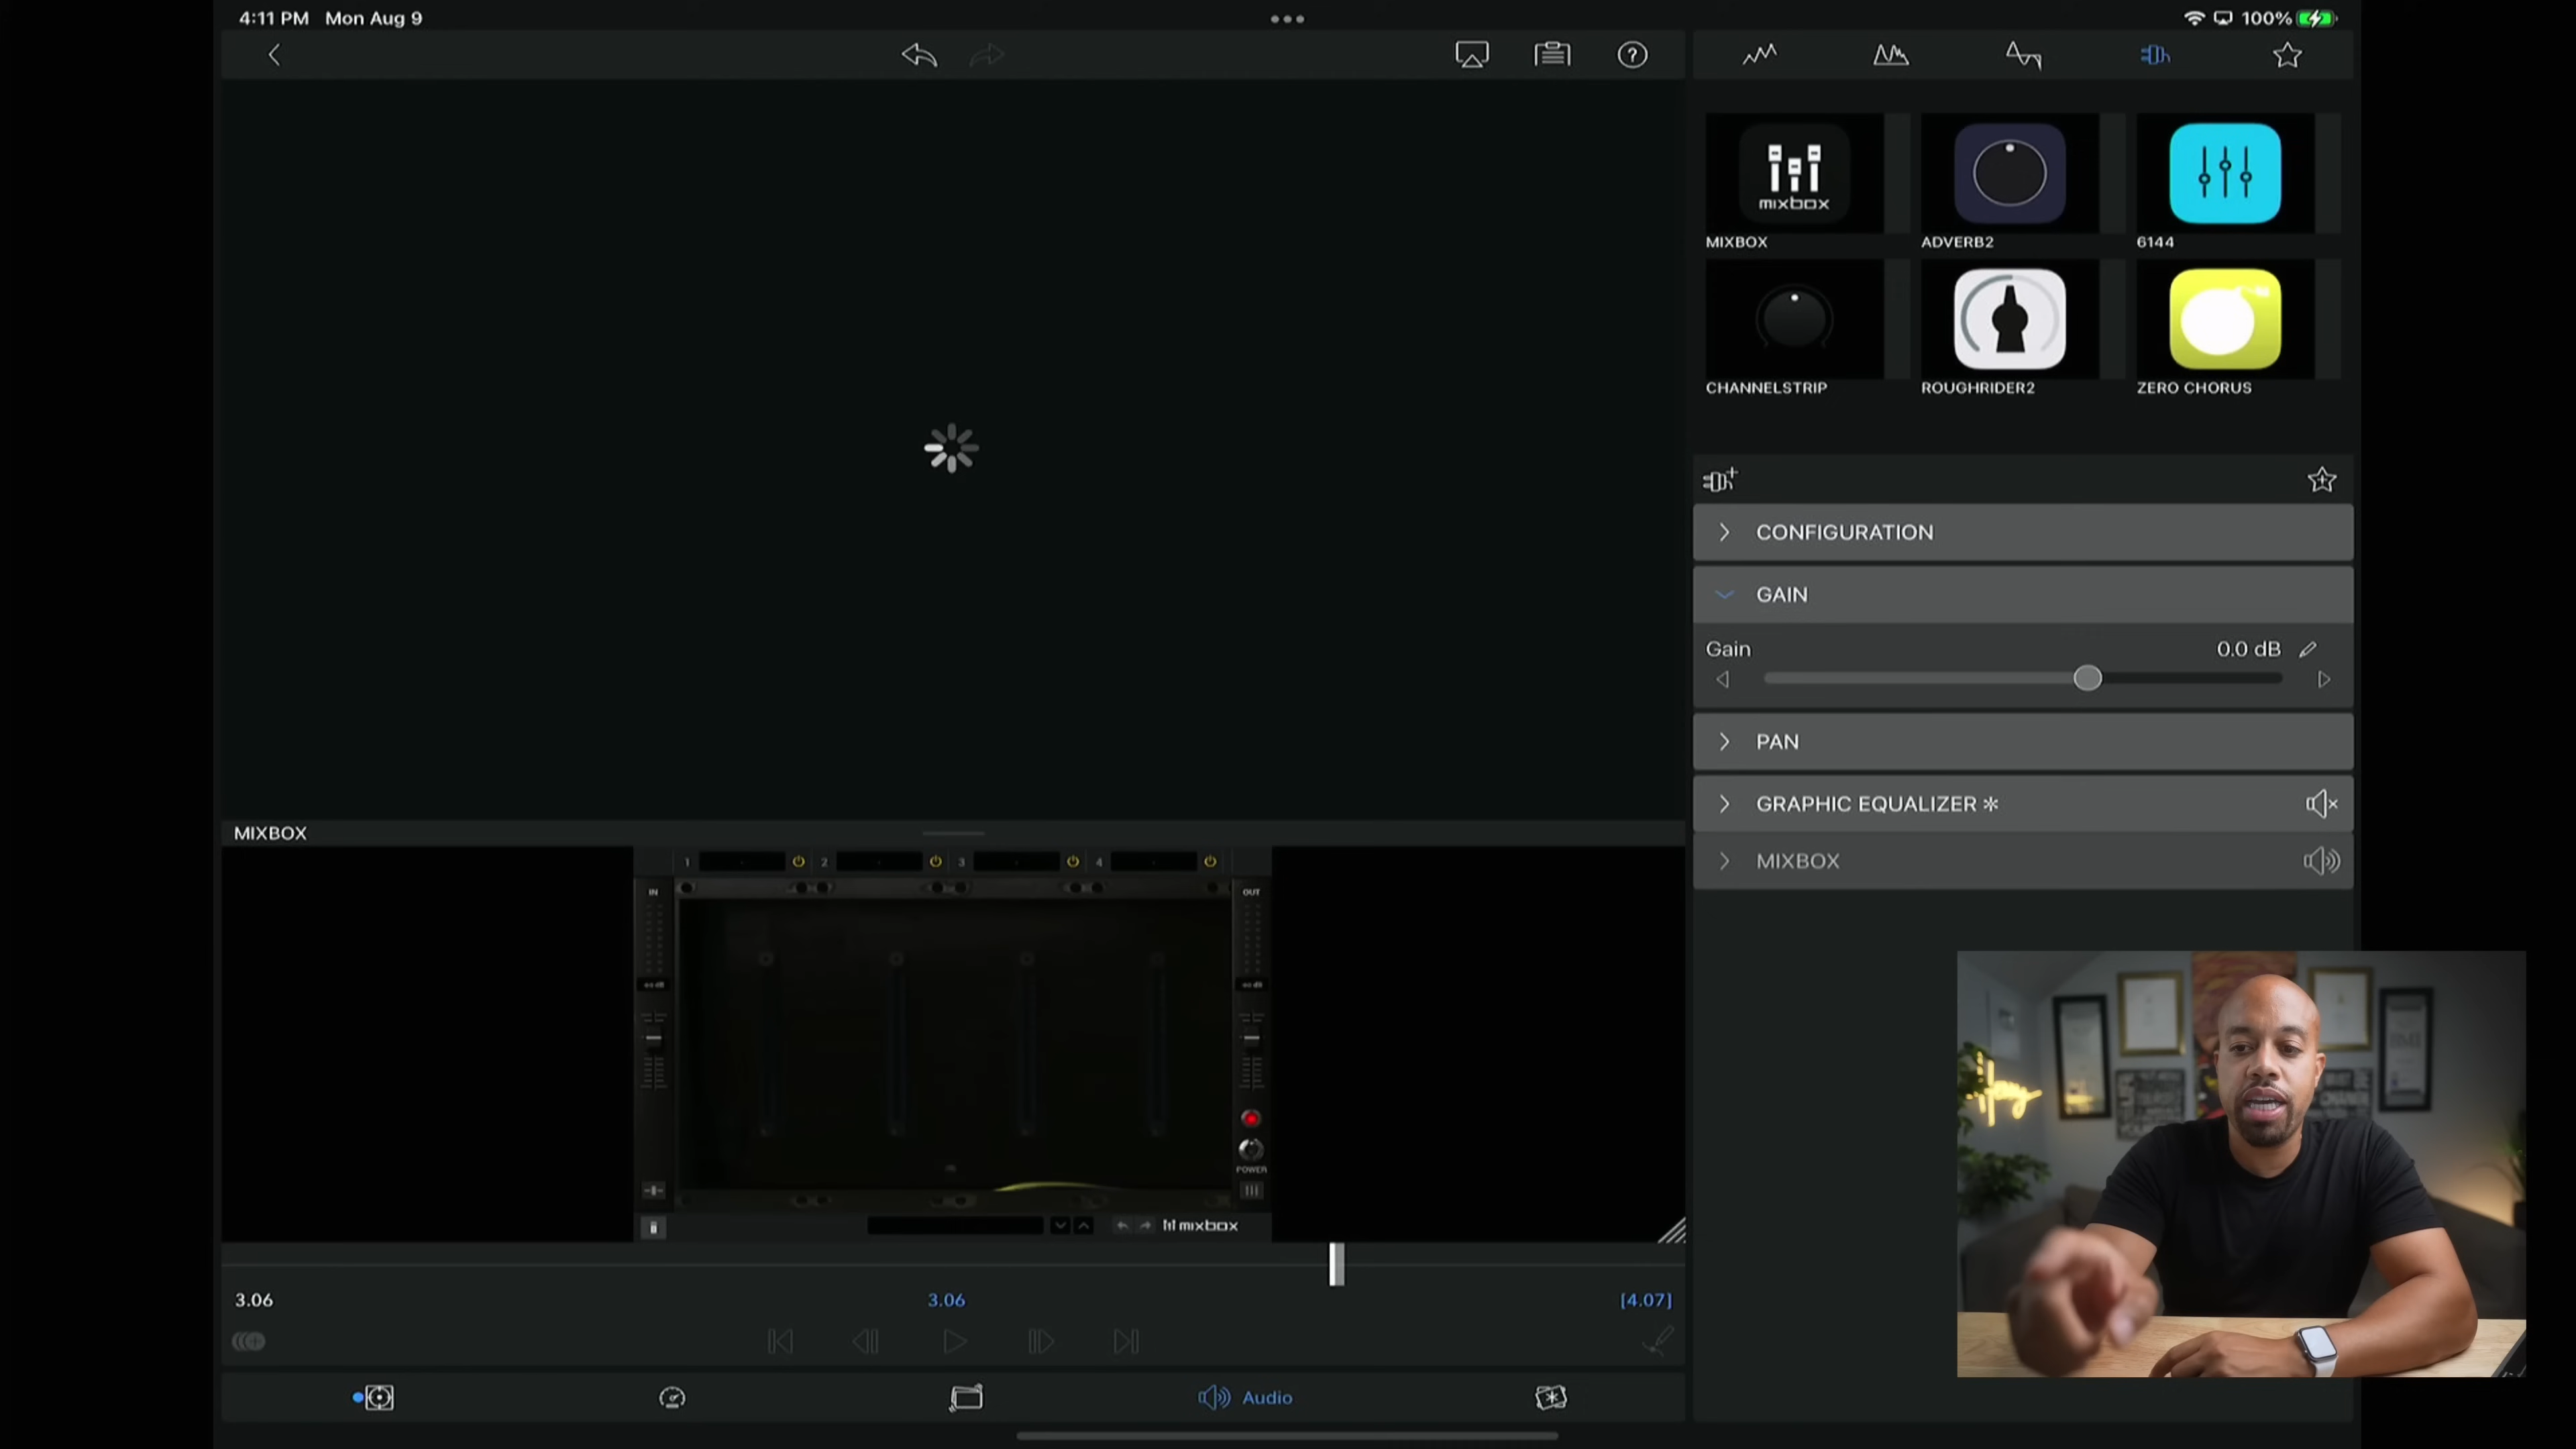 4:11 PM Mon Aug 9
100%
mixbox
MIXBOX
ADVERB2
6144
CHANNELSTRIP
ROUGHRIDER2
ZERO CHORUS
CONFIGURATION
GAIN
Gain
0.0 dB
PAN
GRAPHIC EQUALIZER
MIXBOX
MIXBOX
1
2
3
4
IN
OUT
POWER
mixbox
3.06
3.06
[4.07]
Audio